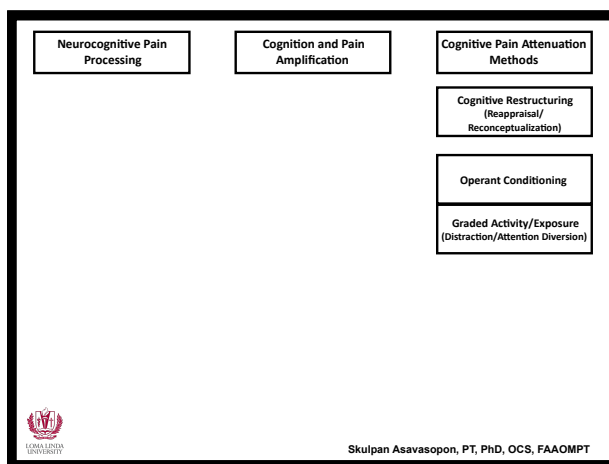 Neurocognitive Pain
Processing
Cognition and Pain
Amplification
Cognitive Pain Attenuation
Methods
Cognitive Restructuring
(Reappraisal/
Reconceptualization)
Operant Conditioning
Graded Activity/Exposure
(Distraction/Attention Diversion)
LOMA LINDA
UNIVERSITY
Skulpan Asavasopon, PT, PhD, OCS, FAAOMPT